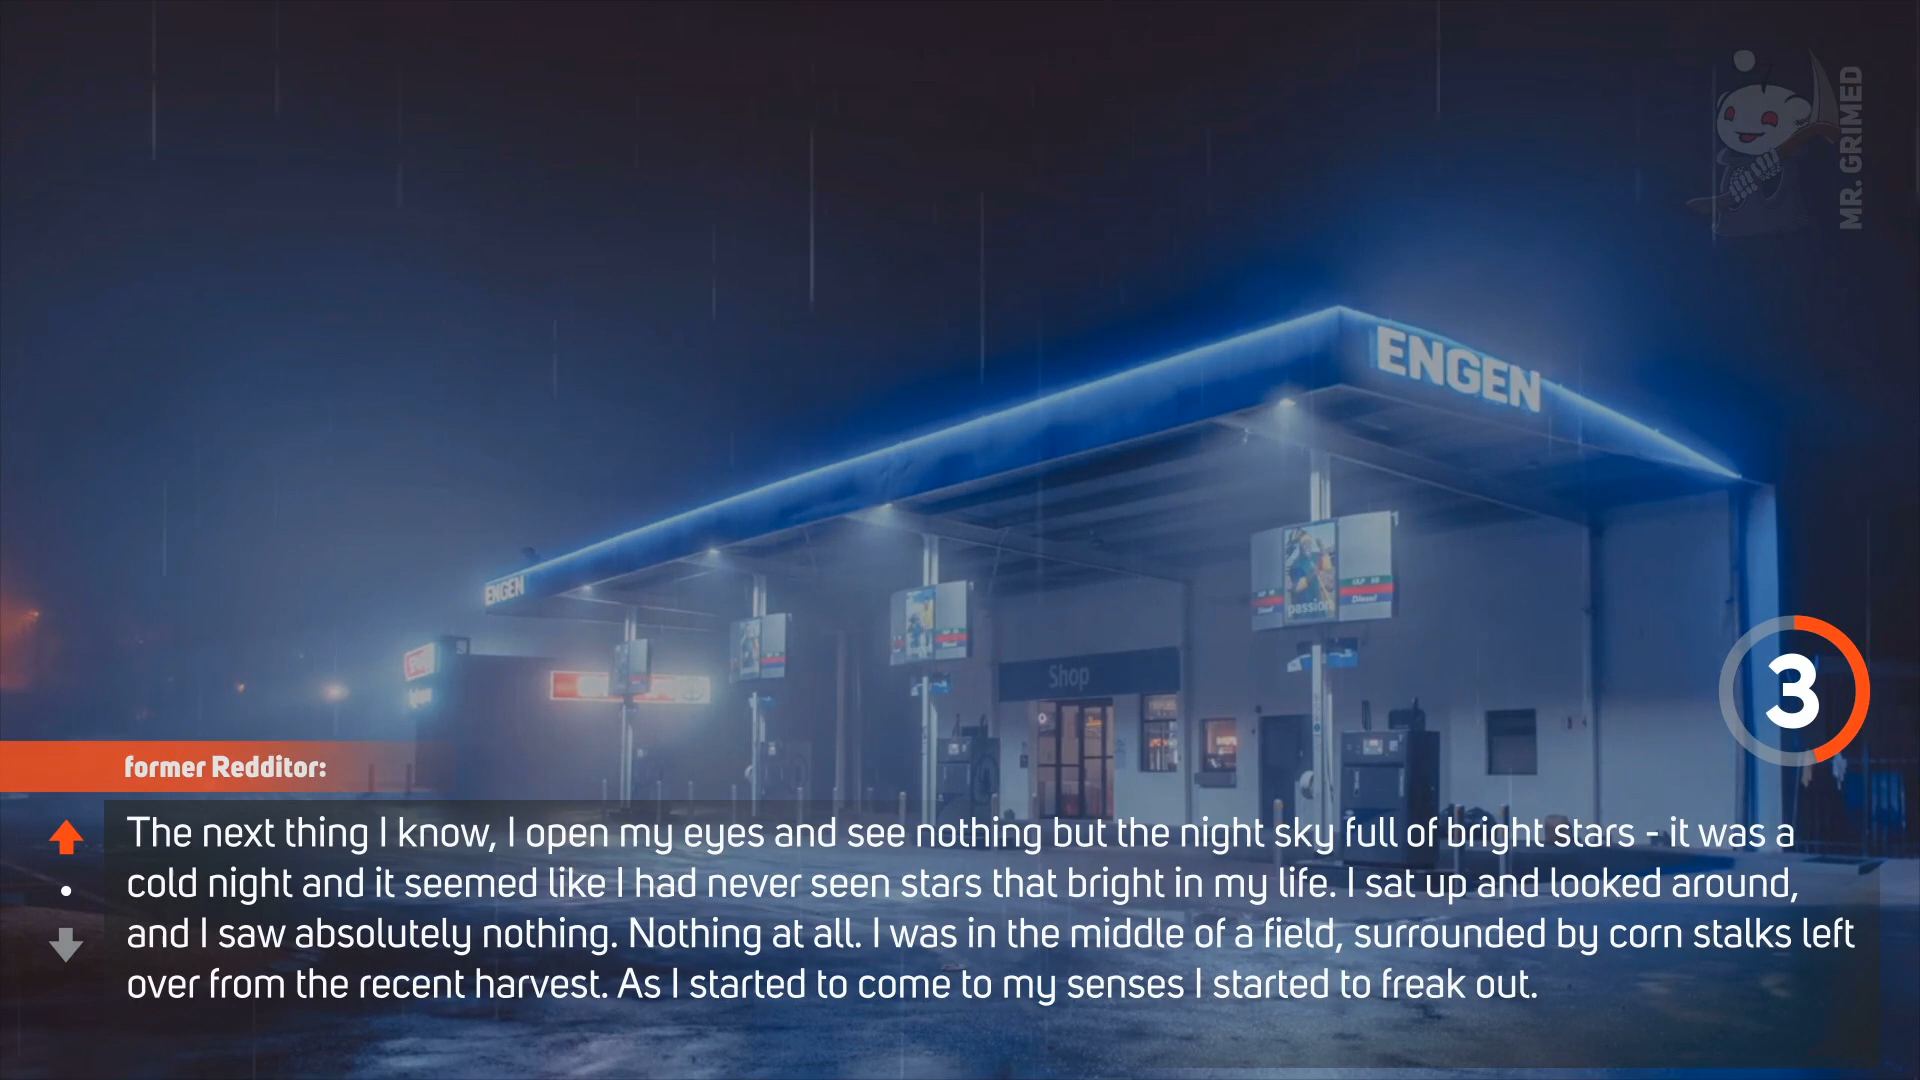 MR. GRIMED
ENGEN
ENGEN
passion
Diesel
Diesel
Shop
3
former Redditor:
The next thing I know, I open my eyes and see nothing but the night sky full of bright stars - it was a
cold night and it seemed like I had never seen stars that bright in my life. I sat up and looked around,
and I saw absolutely nothing. Nothing at all. I was in the middle of a field, surrounded by corn stalks left
over from the recent harvest. As I started to come to my senses I started to freak out.